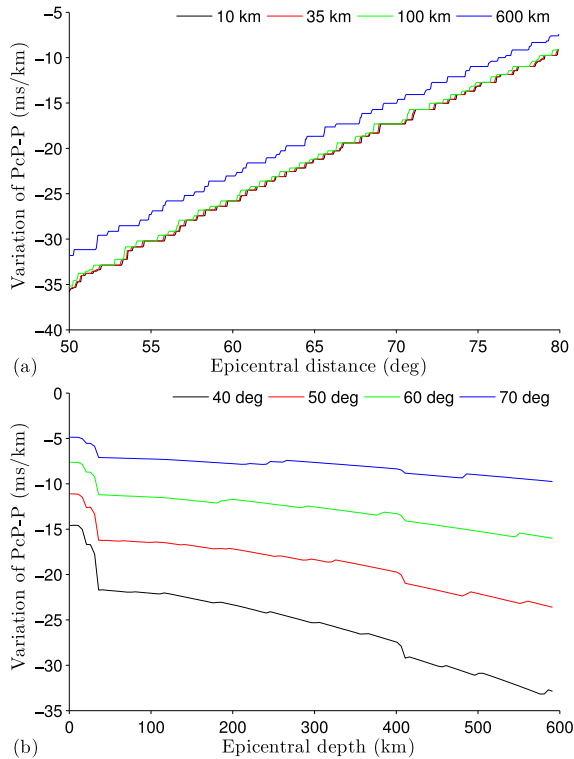 10 km 35 km 100 km 600 km
−5
−10
−15
−20
−25
−30
−35
−40
Variation of PcP-P (ms/km)
50 55 60 65 70 75 80
(a) Epicentral distance (deg)
40 deg 50 deg 60 deg 70 deg
0
−5
−10
−15
−20
−25
−30
−35
Variation of PcP-P (ms/km)
0 100 200 300 400 500 600
(b) Epicentral depth (km)